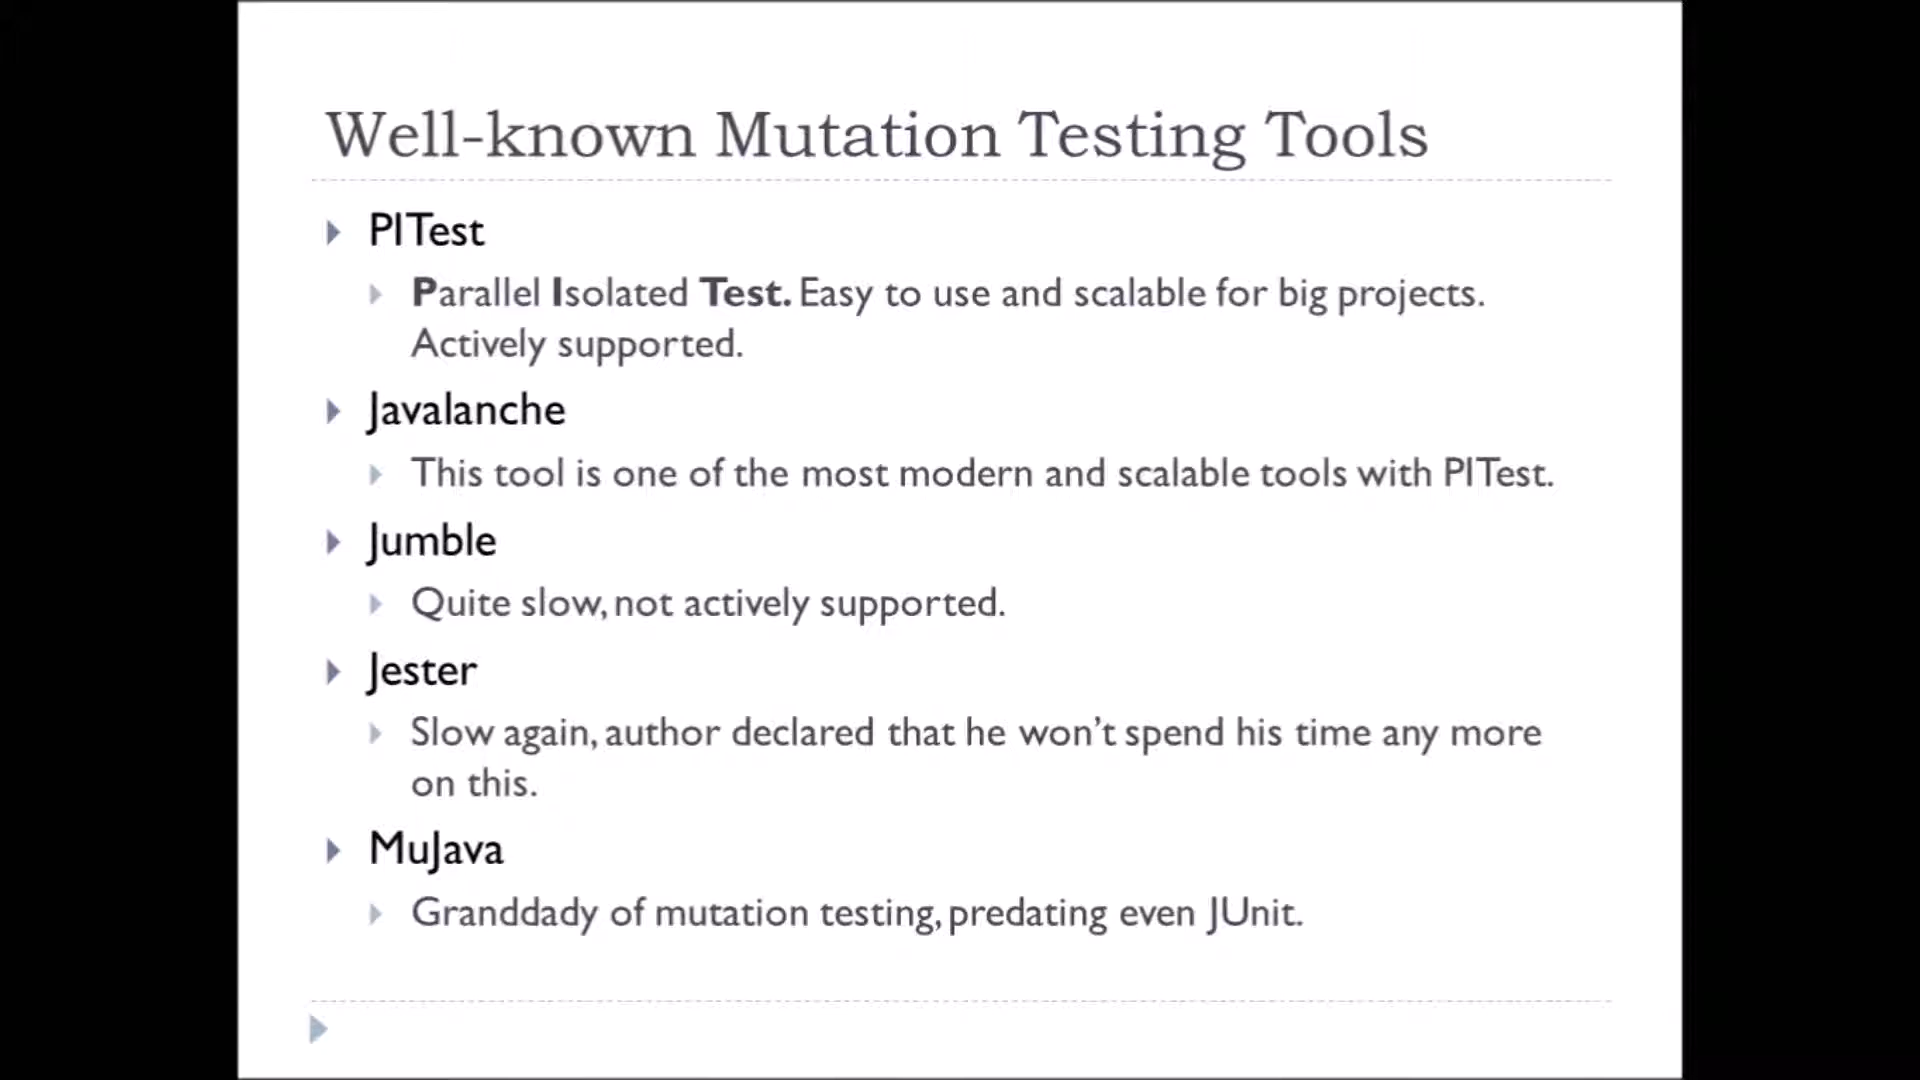 Well-known Mutation Testing Tools
PITest
Parallel Isolated Test. Easy to use and scalable for big projects.
Actively supported.
Javalanche
This tool is one of the most modern and scalable tools with PITest.
Jumble
Quite slow, not actively supported.
Jester
Slow again, author declared that he won't spend his time any more
on this.
MuJava
Granddady of mutation testing, predating even JUnit.